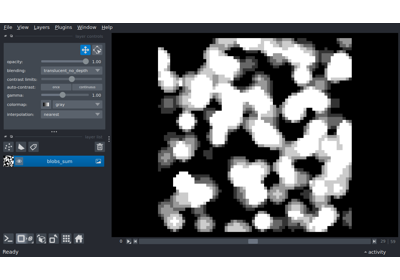 File View Layers Plugins Window Help
opacity: 1.00
blending: translucent_no_depth
contrast limits:
auto-contrast: once continuous
gamma: 1.00
colormap: gray
interpolation: nearest
blobs_sum
Ready
activity